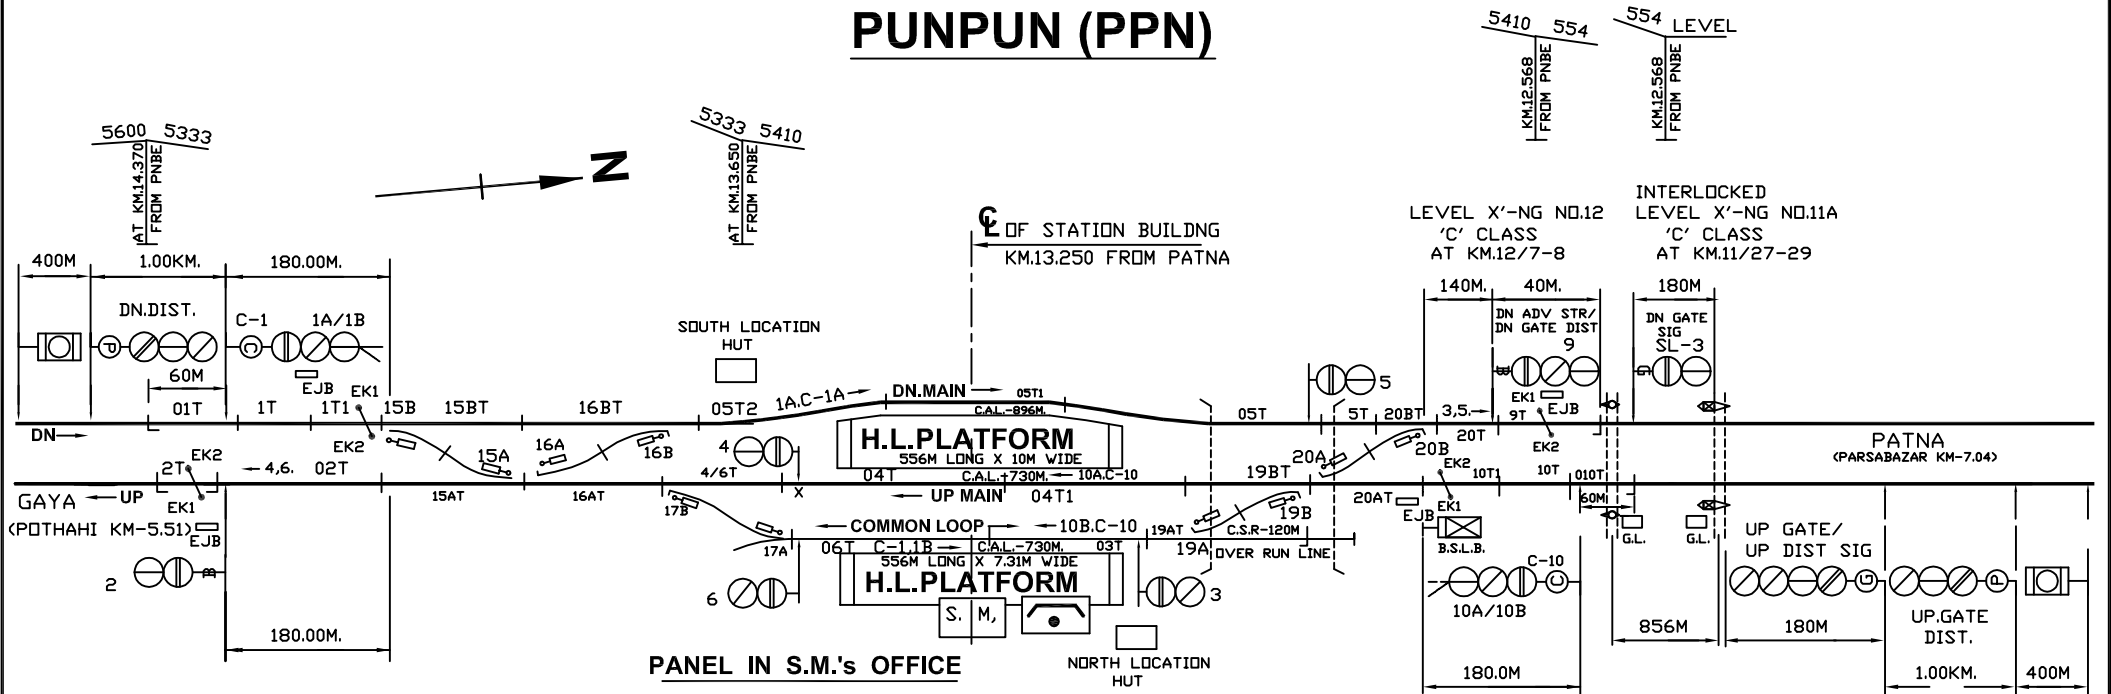 PUNPUN (PPN)
5410 554
KM.12.568
FROM PNBE
554 LEVEL
KM.12.568
FROM PNBE
5600 5333
AT KM.14.370
FROM PNBE
N
5333 5410
AT KM.13.650
FROM PNBE
CL OF STATION BUILDNG
KM.13.250 FROM PATNA
LEVEL X'-NG NO.12
'C' CLASS
AT KM.12/7-8
INTERLOCKED
LEVEL X'-NG NO.11A
'C' CLASS
AT KM.11/27-29
400M 1.00KM. 180.00M.
140M. 40M. 180M
DN.DIST.
C-1 1A/1B
P C
60M
EJB
SOUTH LOCATION
HUT
DN ADV STR/
DN GATE DIST
9
B
DN GATE
SIG
SL-3
G
5
EK1
EJB
EK2
01T 1T 1T1 EK1 15B 15BT 16BT 05T2
1A.C-1A DN.MAIN 05T1
C.A.L.-896M.
05T 5T 20BT 3,5. 9T
20T
DN
EK2
15A 16A 16B
4
H.L.PLATFORM
556M LONG X 10M WIDE
20A 20B
PATNA
(PARSABAZAR KM-7.04)
2T EK2 4,6. 02T
4/6T 04T C.A.L.-730M. 10A.C-10
19BT
EK2 10T1 10T 010T
GAYA
UP
EK1
(POTHAHI KM-5.51)
EJB
15AT 16AT
17B
X
UP MAIN 04T1
20AT
EJB
EK1
60M
COMMON LOOP 10B.C-10
19AT 19B
C.S.R-120M
17A 06T C-1,1B C.A.L.-730M. 03T 19A
OVER RUN LINE
B.S.L.B.
G.L. G.L.
2
B
556M LONG X 7.31M WIDE
H.L.PLATFORM
6
3
C-10
C
10A/10B
UP GATE/
UP DIST SIG
G P
UP.GATE
DIST.
S. M,
180.00M.
856M 180M
PANEL IN S.M.'s OFFICE
NORTH LOCATION
HUT
180.0M
1.00KM. 400M